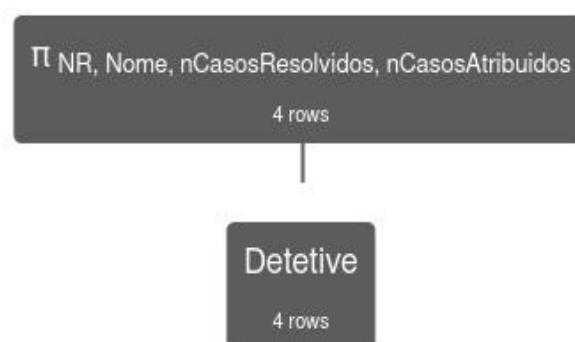 π NR, Nome, nCasosResolvidos, nCasosAtribuidos
4 rows
Detetive
4 rows